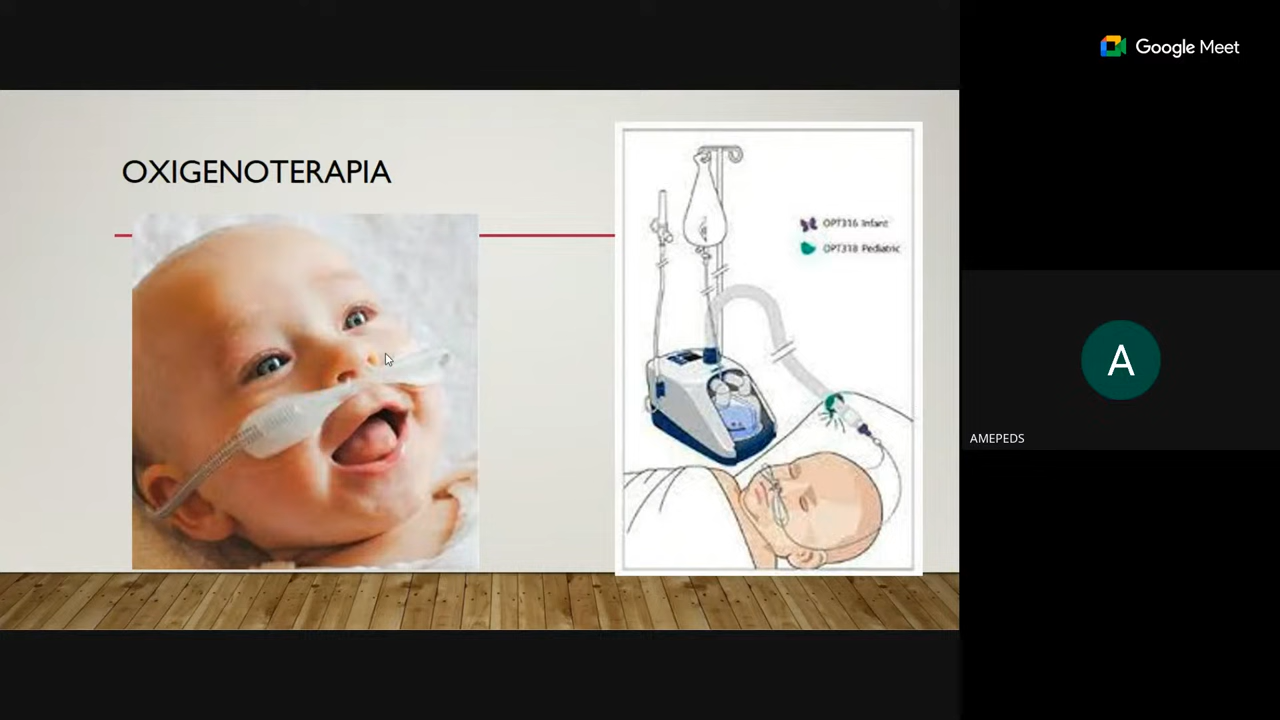 Google Meet
OXIGENOTERAPIA
OPT316 Infant
OPT318 Pediatric
A
AMEPEDS